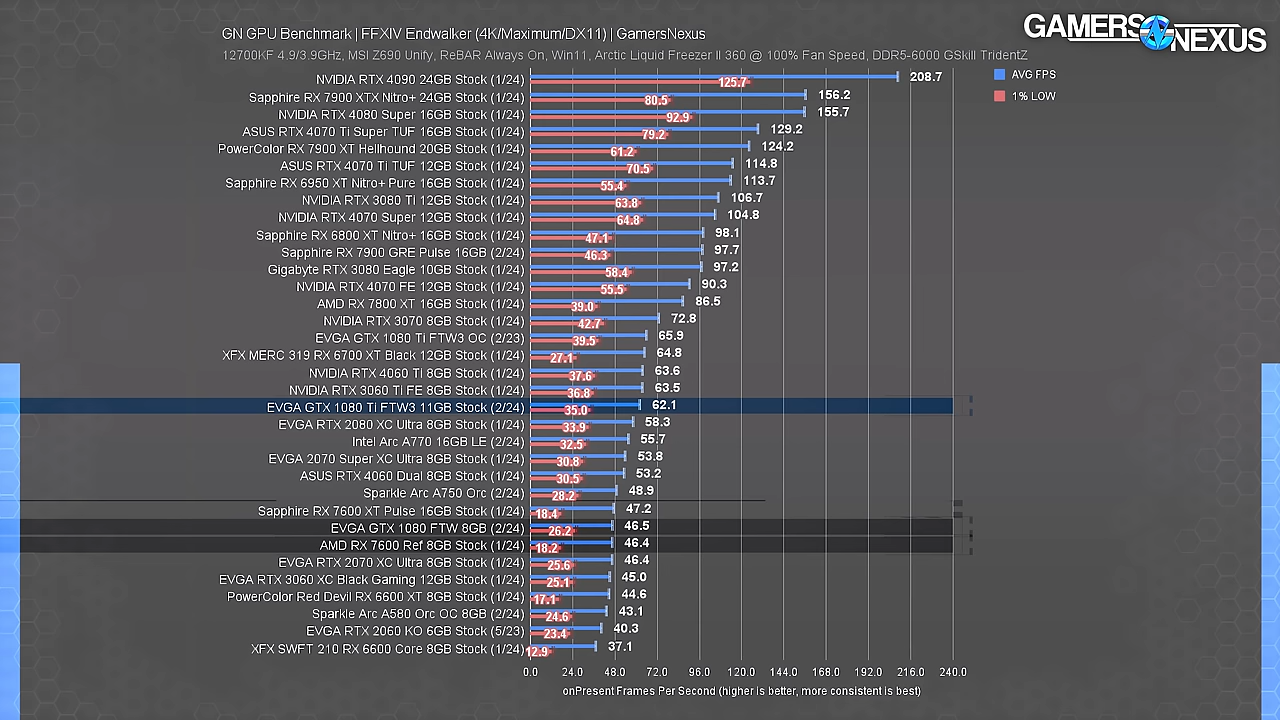 GN GPU Benchmark | FFXIV Endwalker (4K/Maximum/DX11) | GamersNexus
GAMERS NEXUS
12700KF 4.9/3.9GHz, MSI Z690 Unify, ReBAR Always On, Win11, Arctic Liquid Freezer II 360 @ 100% Fan Speed, DDR5-6000 GSkill TridentZ
AVG FPS
1% LOW
NVIDIA RTX 4090 24GB Stock (1/24) 125.7 208.7
Sapphire RX 7900 XTX Nitro+ 24GB Stock (1/24) 80.5 156.2
NVIDIA RTX 4080 Super 16GB Stock (1/24) 92.9 155.7
ASUS RTX 4070 Ti Super TUF 16GB Stock (1/24) 79.2 129.2
PowerColor RX 7900 XT Hellhound 20GB Stock (1/24) 61.2 124.2
ASUS RTX 4070 Ti TUF 12GB Stock (1/24) 70.5 114.8
Sapphire RX 6950 XT Nitro+ Pure 16GB Stock (1/24) 55.4 113.7
NVIDIA RTX 3080 Ti 12GB Stock (1/24) 63.8 106.7
NVIDIA RTX 4070 Super 12GB Stock (1/24) 64.8 104.8
Sapphire RX 6800 XT Nitro+ 16GB Stock (1/24) 47.1 98.1
Sapphire RX 7900 GRE Pulse 16GB (2/24) 46.3 97.7
Gigabyte RTX 3080 Eagle 10GB Stock (1/24) 58.4 97.2
NVIDIA RTX 4070 FE 12GB Stock (1/24) 55.5 90.3
AMD RX 7800 XT 16GB Stock (1/24) 39.0 86.5
NVIDIA RTX 3070 8GB Stock (1/24) 42.7 72.8
EVGA GTX 1080 Ti FTW3 OC (2/23) 39.5 65.9
XFX MERC 319 RX 6700 XT Black 12GB Stock (1/24) 27.1 64.8
NVIDIA RTX 4060 Ti 8GB Stock (1/24) 37.6 63.6
NVIDIA RTX 3060 Ti FE 8GB Stock (1/24) 36.8 63.5
EVGA GTX 1080 Ti FTW3 11GB Stock (2/24) 35.0 62.1
EVGA RTX 2080 XC Ultra 8GB Stock (1/24) 33.9 58.3
Intel Arc A770 16GB LE (2/24) 32.5 55.7
EVGA 2070 Super XC Ultra 8GB Stock (1/24) 30.8 53.8
ASUS RTX 4060 Dual 8GB Stock (1/24) 30.5 53.2
Sparkle Arc A750 Orc (2/24) 28.2 48.9
Sapphire RX 7600 XT Pulse 16GB Stock (1/24) 18.4 47.2
EVGA GTX 1080 FTW 8GB (2/24) 26.2 46.5
AMD RX 7600 Ref 8GB Stock (1/24) 18.2 46.4
EVGA RTX 2070 XC Ultra 8GB Stock (1/24) 25.6 46.4
EVGA RTX 3060 XC Black Gaming 12GB Stock (1/24) 25.1 45.0
PowerColor Red Devil RX 6600 XT 8GB Stock (1/24) 17.1 44.6
Sparkle Arc A580 Orc OC 8GB (2/24) 24.6 43.1
EVGA RTX 2060 KO 6GB Stock (5/23) 23.4 40.3
XFX SWFT 210 RX 6600 Core 8GB Stock (1/24) 12.9 37.1
0.0 24.0 48.0 72.0 96.0 120.0 144.0 168.0 192.0 216.0 240.0
onPresent Frames Per Second (higher is better, more consistent is best)